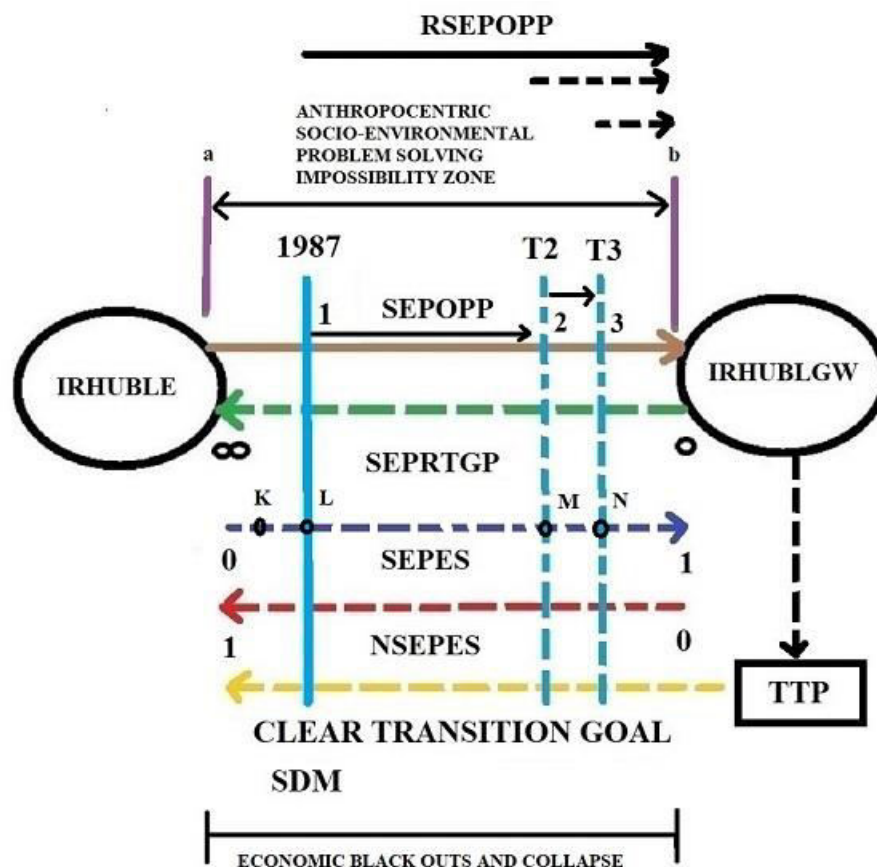 RSEPOPP
ANTHROPOCENTRIC
SOCIO-ENVIRONMENTAL
PROBLEM SOLVING
IMPOSSIBILITY ZONE
a
b
1987
T2
T3
1
SEPOPP
2
3
IRHUBLE
IRHUBLGW
∞
0
SEPRTGP
K
L
M
N
0
SEPES
1
1
NSEPES
0
TTP
CLEAR TRANSITION GOAL
SDM
ECONOMIC BLACK OUTS AND COLLAPSE